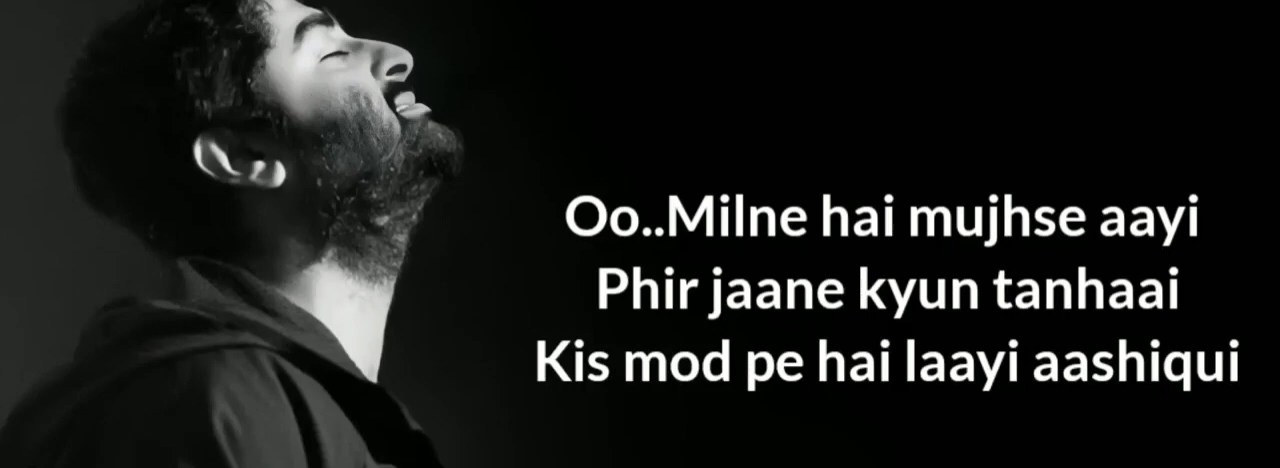 Oo..Milne hai mujhse aayi
Phir jaane kyun tanhaai
Kis mod pe hai laayi aashiqui